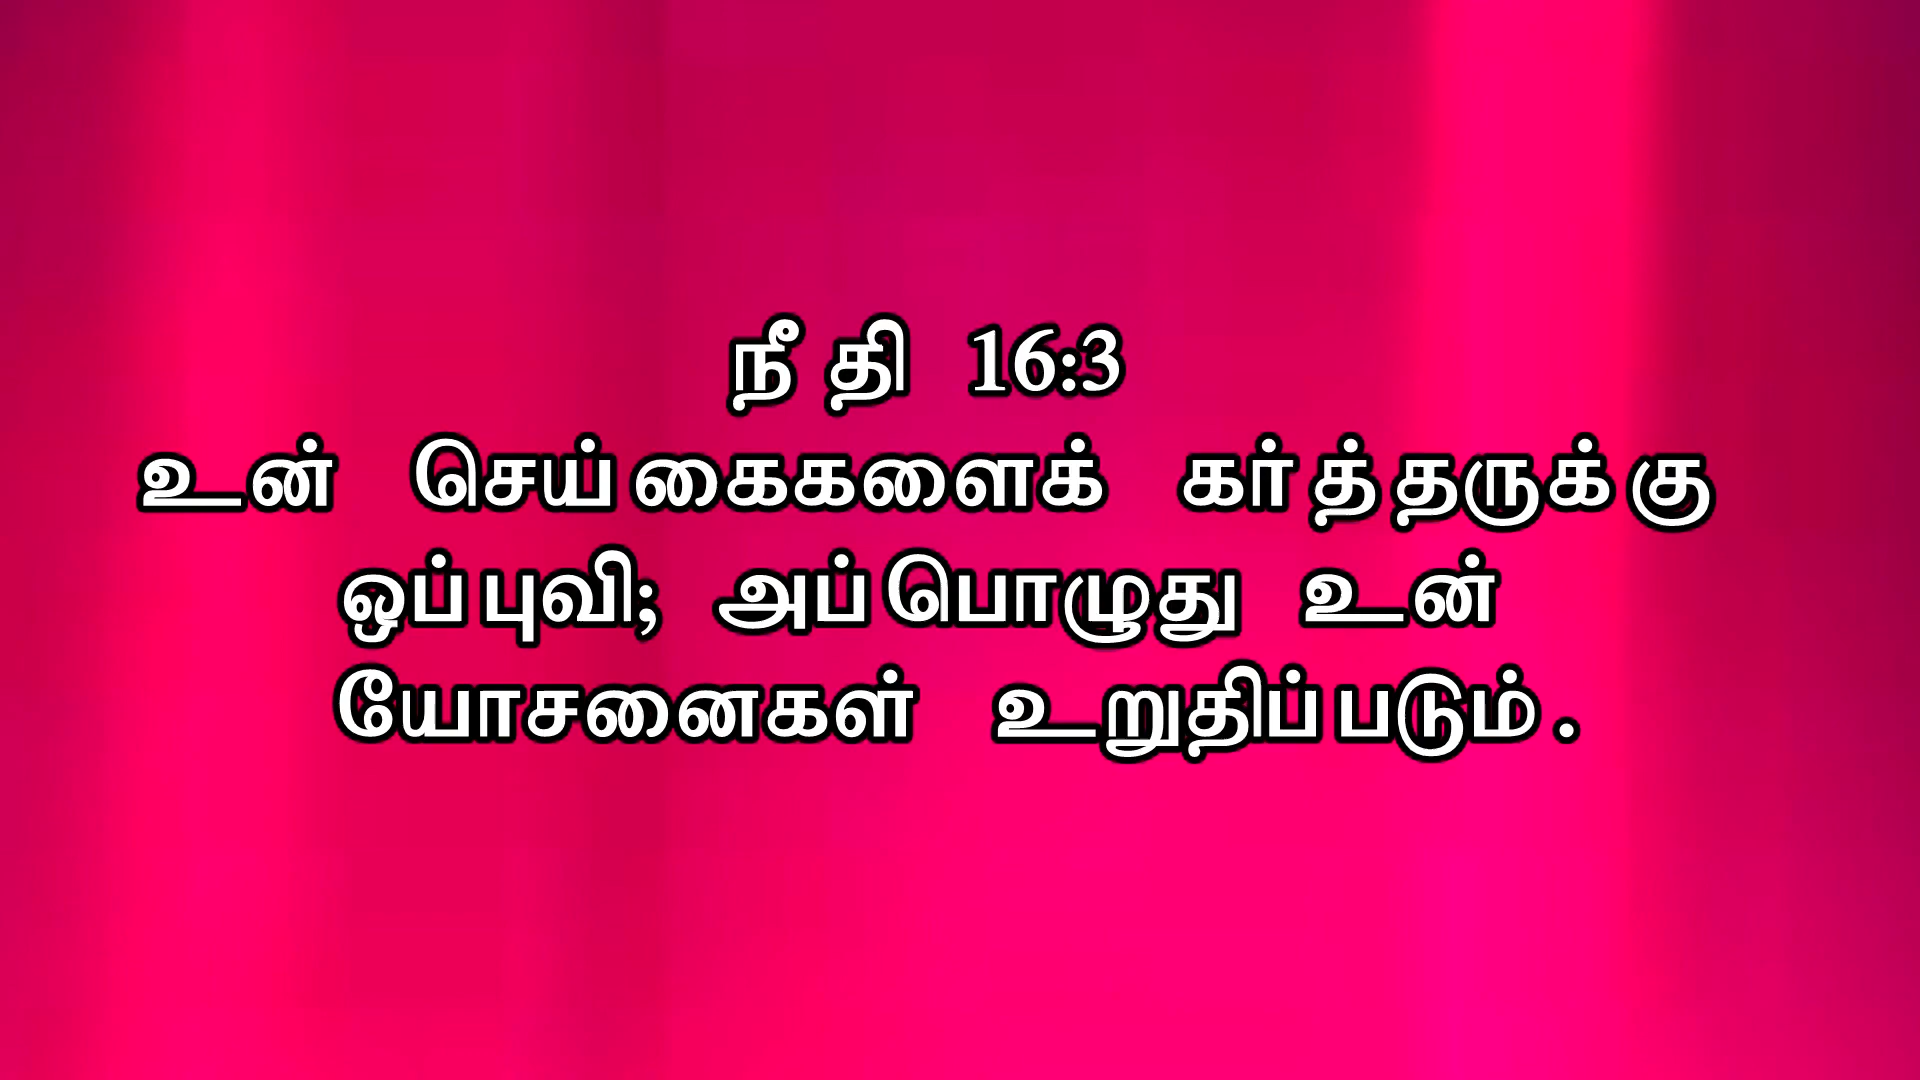 நீதி 16:3
உன் செய்கைகளைக் கர்த்தருக்கு
ஒப்புவி; அப்பொழுது உன்
யோசனைகள் உறுதிப்படும்.